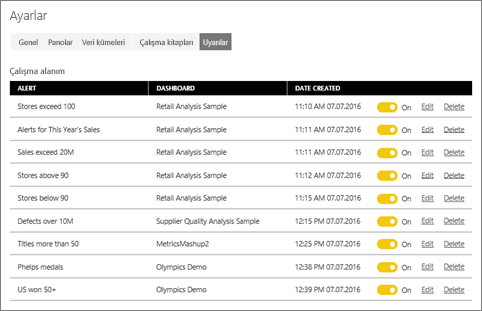 Ayarlar
Genel Panolar Veri kümeleri Çalışma kitapları Uyarılar
Çalışma alanım
ALERT DASHBOARD DATE CREATED
Stores exceed 100 Retail Analysis Sample 11:10 AM 07.07.2016 On Edit Delete
Alerts for This Year's Sales Retail Analysis Sample 11:11 AM 07.07.2016 On Edit Delete
Sales exceed 20M Retail Analysis Sample 11:11 AM 07.07.2016 On Edit Delete
Stores above 90 Retail Analysis Sample 11:12 AM 07.07.2016 On Edit Delete
Stores below 90 Retail Analysis Sample 11:15 AM 07.07.2016 On Edit Delete
Defects over 10M Supplier Quality Analysis Sample 12:15 PM 07.07.2016 On Edit Delete
Titles more than 50 MetricsMashup2 12:25 PM 07.07.2016 On Edit Delete
Phelps medals Olympics Demo 12:38 PM 07.07.2016 On Edit Delete
US won 50+ Olympics Demo 12:39 PM 07.07.2016 On Edit Delete